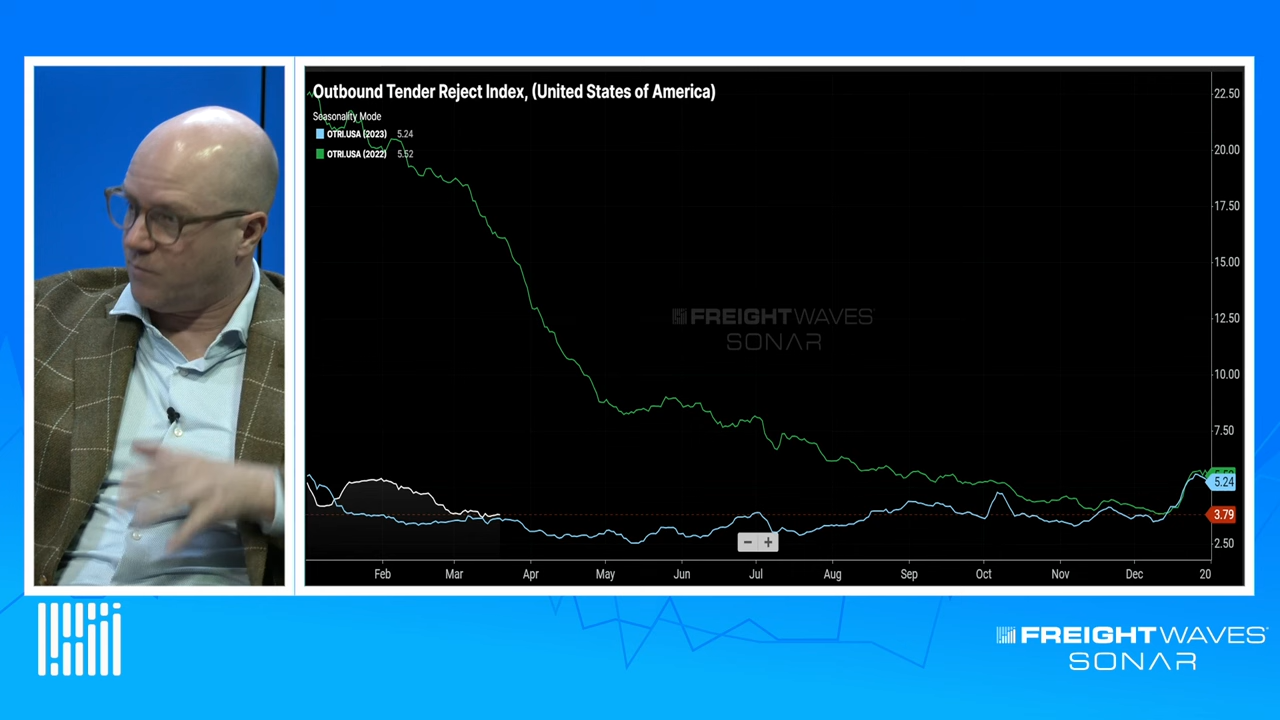 Outbound Tender Reject Index, (United States of America)
Seasonality Mode
OTRI.USA (2023) 5.24
OTRI.USA (2022) 5.52
22.50
20.00
17.50
15.00
12.50
10.00
7.50
5.24
3.79
2.50
FREIGHTWAVES
SONAR
− +
Feb Mar Apr May Jun Jul Aug Sep Oct Nov Dec 20
FREIGHTWAVES
SONAR